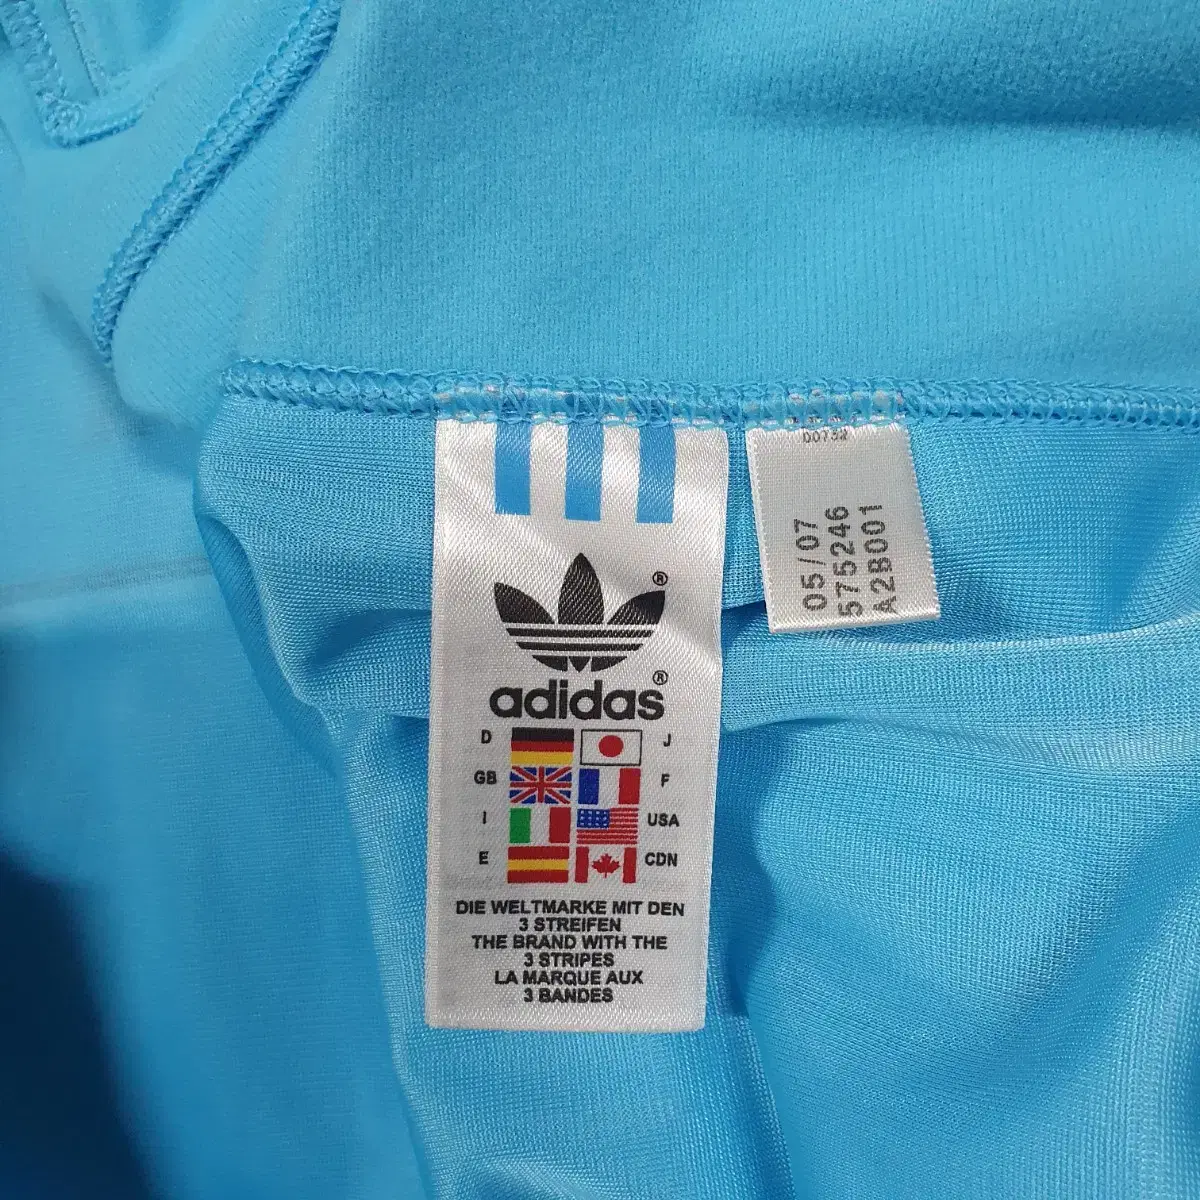 ®
®
adidas
D J
GB F
I USA
E CDN
DIE WELTMARKE MIT DEN
3 STREIFEN
THE BRAND WITH THE
3 STRIPES
LA MARQUE AUX
3 BANDES
05/07
575246
A2B001